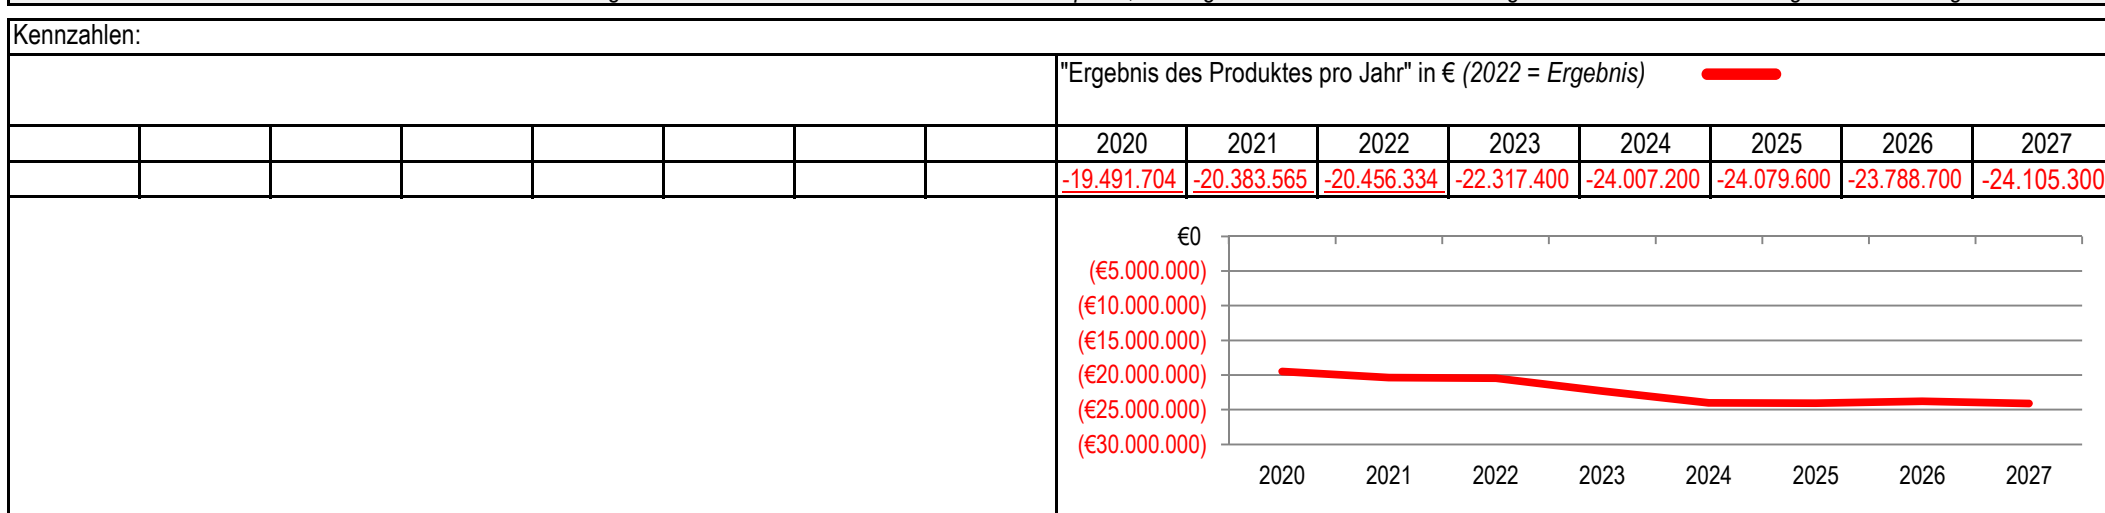 Kennzahlen:
"Ergebnis des Produktes pro Jahr" in € (2022 = Ergebnis)
2020 2021 2022 2023 2024 2025 2026 2027
-19.491.704 -20.383.565 -20.456.334 -22.317.400 -24.007.200 -24.079.600 -23.788.700 -24.105.300
€0
(€5.000.000)
(€10.000.000)
(€15.000.000)
(€20.000.000)
(€25.000.000)
(€30.000.000)
2020 2021 2022 2023 2024 2025 2026 2027